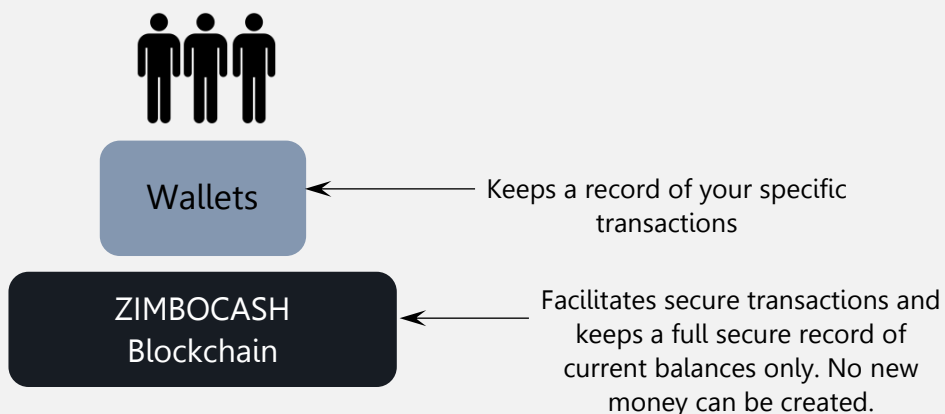 Wallets
Keeps a record of your specific
transactions
ZIMBOCASH
Blockchain
Facilitates secure transactions and
keeps a full secure record of
current balances only. No new
money can be created.